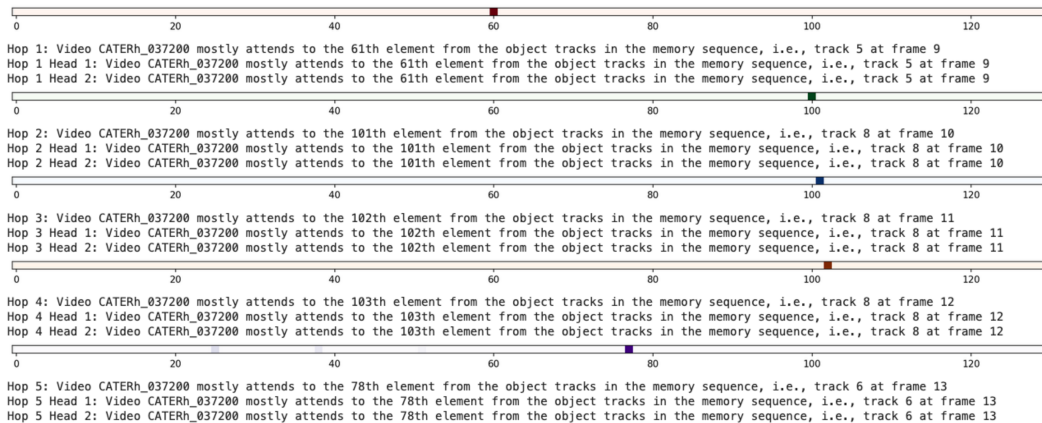 0 20 40 60 80 100 120
Hop 1: Video CATERh_037200 mostly attends to the 61th element from the object tracks in the memory sequence, i.e., track 5 at frame 9
Hop 1 Head 1: Video CATERh_037200 mostly attends to the 61th element from the object tracks in the memory sequence, i.e., track 5 at frame 9
Hop 1 Head 2: Video CATERh_037200 mostly attends to the 61th element from the object tracks in the memory sequence, i.e., track 5 at frame 9
0 20 40 60 80 100 120
Hop 2: Video CATERh_037200 mostly attends to the 101th element from the object tracks in the memory sequence, i.e., track 8 at frame 10
Hop 2 Head 1: Video CATERh_037200 mostly attends to the 101th element from the object tracks in the memory sequence, i.e., track 8 at frame 10
Hop 2 Head 2: Video CATERh_037200 mostly attends to the 101th element from the object tracks in the memory sequence, i.e., track 8 at frame 10
0 20 40 60 80 100 120
Hop 3: Video CATERh_037200 mostly attends to the 102th element from the object tracks in the memory sequence, i.e., track 8 at frame 11
Hop 3 Head 1: Video CATERh_037200 mostly attends to the 102th element from the object tracks in the memory sequence, i.e., track 8 at frame 11
Hop 3 Head 2: Video CATERh_037200 mostly attends to the 102th element from the object tracks in the memory sequence, i.e., track 8 at frame 11
0 20 40 60 80 100 120
Hop 4: Video CATERh_037200 mostly attends to the 103th element from the object tracks in the memory sequence, i.e., track 8 at frame 12
Hop 4 Head 1: Video CATERh_037200 mostly attends to the 103th element from the object tracks in the memory sequence, i.e., track 8 at frame 12
Hop 4 Head 2: Video CATERh_037200 mostly attends to the 103th element from the object tracks in the memory sequence, i.e., track 8 at frame 12
0 20 40 60 80 100 120
Hop 5: Video CATERh_037200 mostly attends to the 78th element from the object tracks in the memory sequence, i.e., track 6 at frame 13
Hop 5 Head 1: Video CATERh_037200 mostly attends to the 78th element from the object tracks in the memory sequence, i.e., track 6 at frame 13
Hop 5 Head 2: Video CATERh_037200 mostly attends to the 78th element from the object tracks in the memory sequence, i.e., track 6 at frame 13